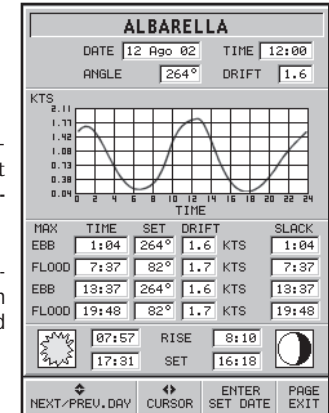 ALBARELLA
DATE 12 Ago 02 TIME 12:00
ANGLE 264° DRIFT 1.6
KTS
2.11
1.77
1.42
1.08
0.73
0.38
0.04
0 2 4 6 8 10 12 14 16 18 20 22 24
TIME
MAX TIME SET DRIFT SLACK
EBB 1:04 264° 1.6 KTS 1:04
FLOOD 7:37 82° 1.7 KTS 7:37
EBB 13:37 264° 1.6 KTS 13:37
FLOOD 19:48 82° 1.7 KTS 19:48
07:57 RISE 8:10
17:31 SET 16:18
NEXT/PREV.DAY CURSOR ENTER SET DATE PAGE EXIT